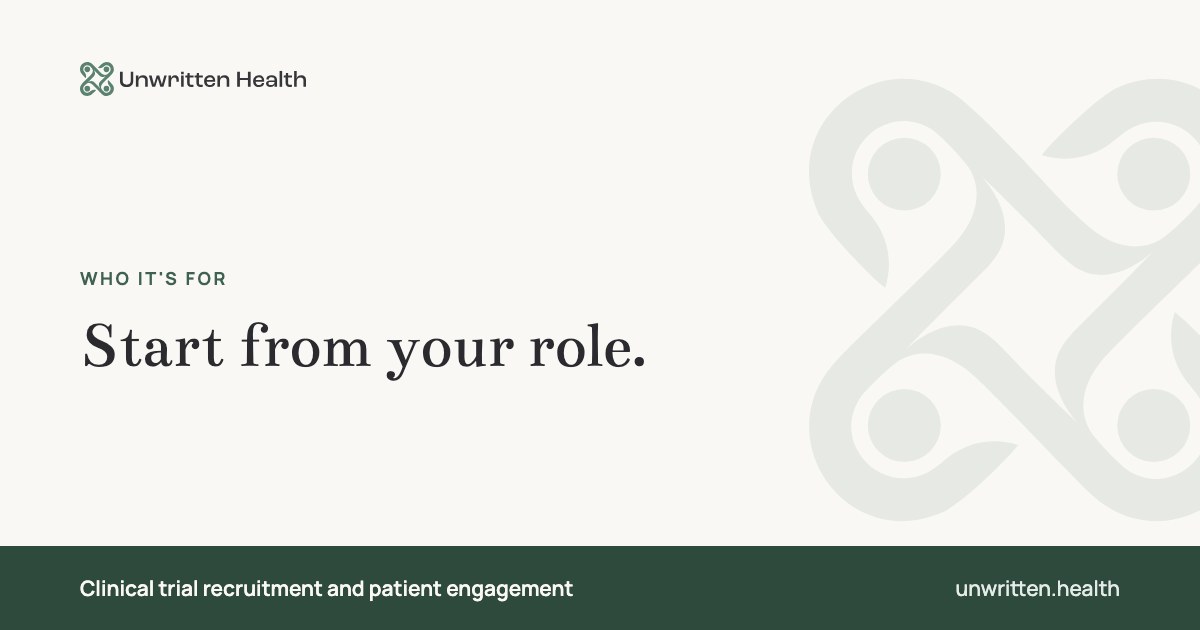 Unwritten Health
WHO IT'S FOR
Start from your role.
Clinical trial recruitment and patient engagement
unwritten.health